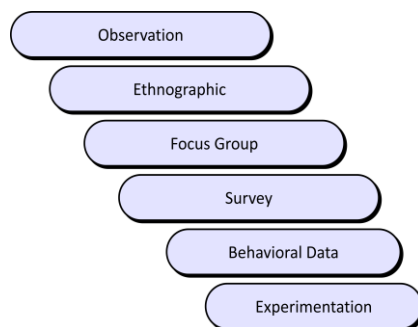 Observation
Ethnographic
Focus Group
Survey
Behavioral Data
Experimentation